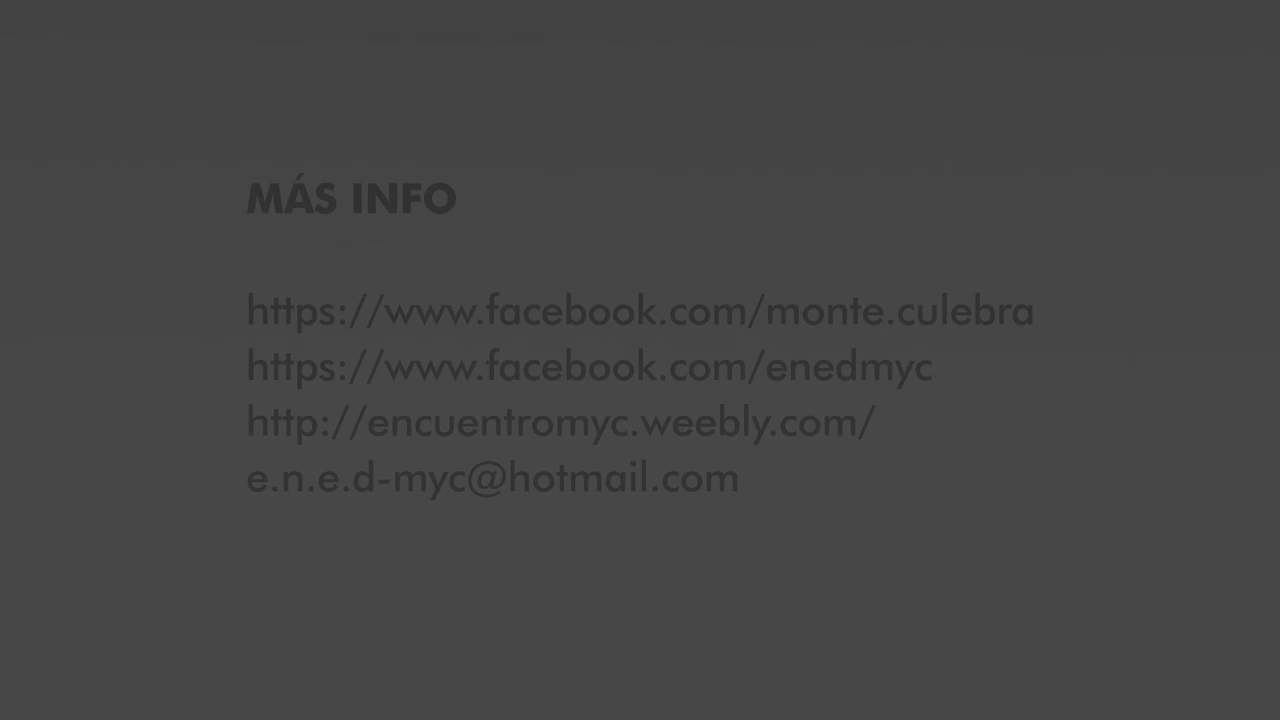 MÁS INFO
https://www.facebook.com/monte.culebra
https://www.facebook.com/enedmyc
http://encuentromyc.weebly.com/
e.n.e.d-myc@hotmail.com